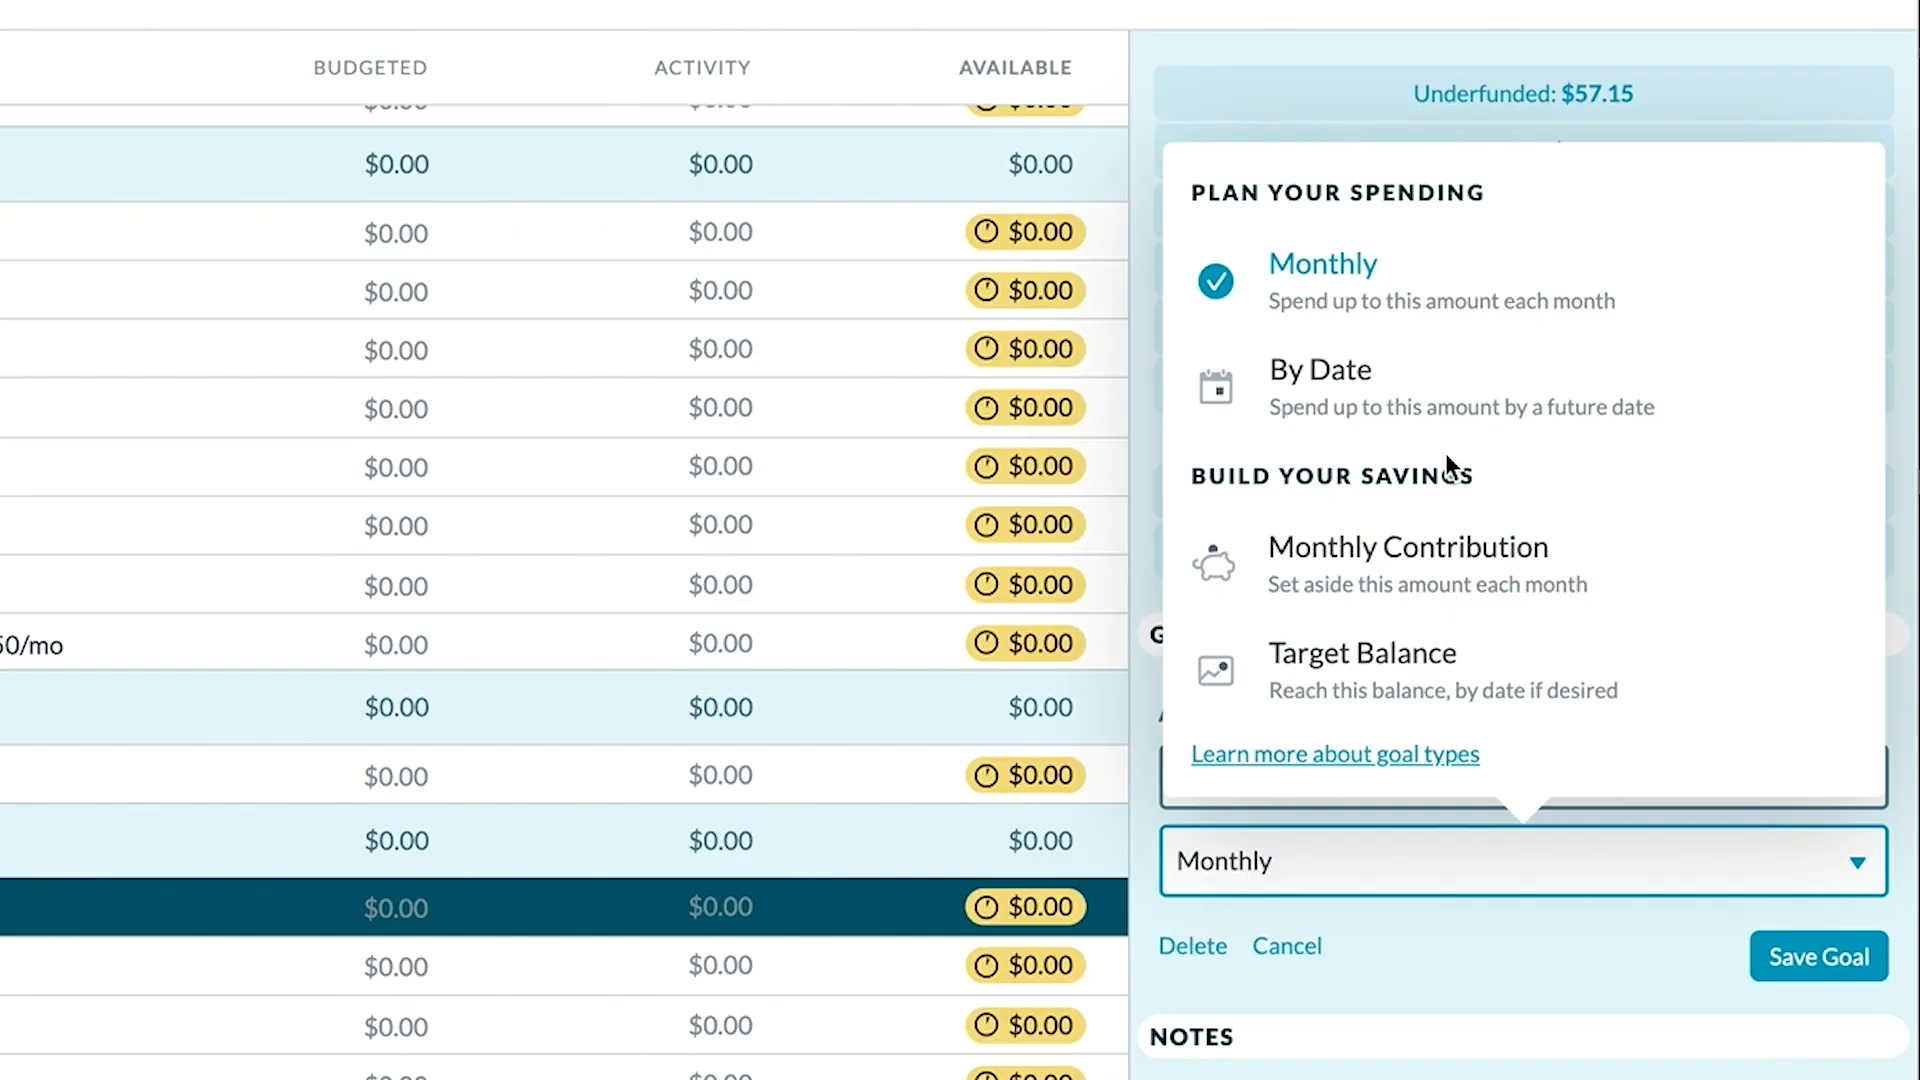 BUDGETED ACTIVITY AVAILABLE
$0.00 $0.00 $0.00
$0.00 $0.00 $0.00
$0.00 $0.00 $0.00
$0.00 $0.00 $0.00
$0.00 $0.00 $0.00
$0.00 $0.00 $0.00
$0.00 $0.00 $0.00
$0.00 $0.00 $0.00
50/mo $0.00 $0.00 $0.00
$0.00 $0.00 $0.00
$0.00 $0.00 $0.00
$0.00 $0.00 $0.00
$0.00 $0.00 $0.00
$0.00 $0.00 $0.00
$0.00 $0.00 $0.00
Underfunded: $57.15
PLAN YOUR SPENDING
Monthly
Spend up to this amount each month
By Date
Spend up to this amount by a future date
BUILD YOUR SAVINGS
Monthly Contribution
Set aside this amount each month
Target Balance
Reach this balance, by date if desired
Learn more about goal types
Monthly
Delete Cancel
Save Goal
NOTES